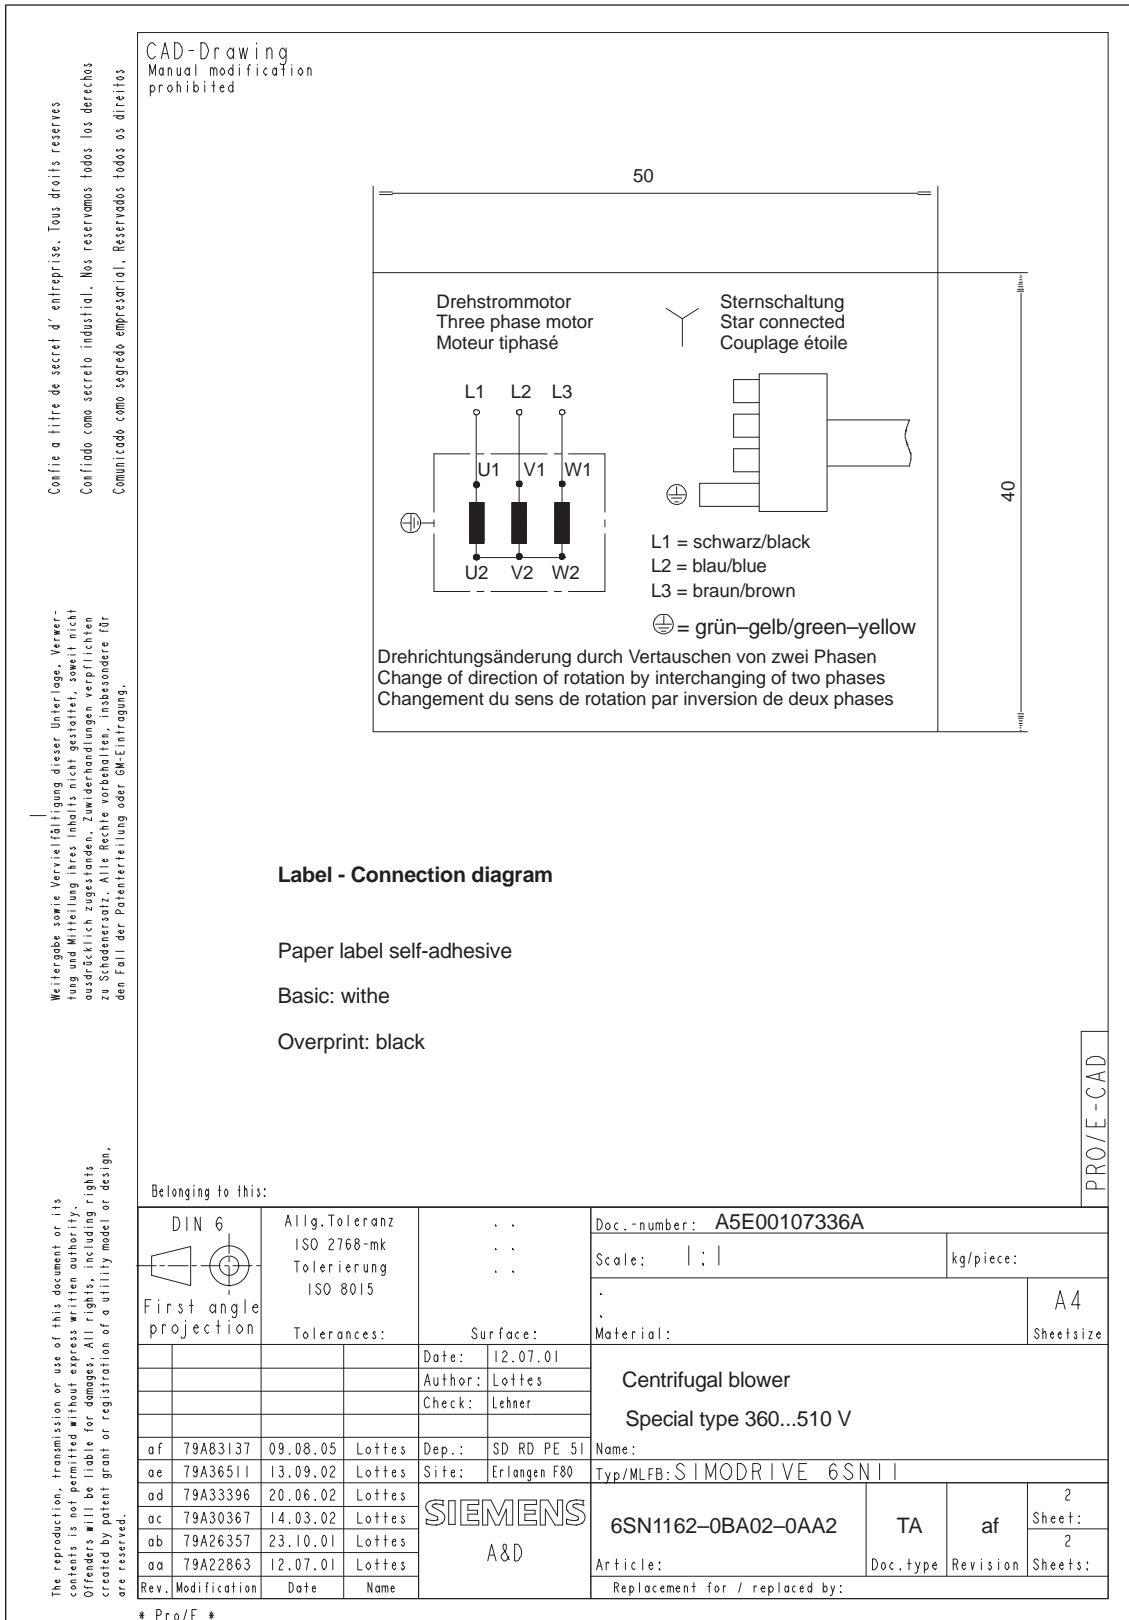 CAD-Drawing
Manual modification
prohibited
Confie a titre de secret d' entreprise. Tous droits reserves
Confiado como secreto industial. Nos reservamos todos los derechos
Comunicado como segredo empresarial. Reservados todos os direitos
50
Drehstrommotor
Three phase motor
Moteur tiphasé
Sternschaltung
Star connected
Couplage étoile
L1 L2 L3
U1 V1 W1
U2 V2 W2
40
L1 = schwarz/black
L2 = blau/blue
L3 = braun/brown
= grün–gelb/green–yellow
Drehrichtungsänderung durch Vertauschen von zwei Phasen
Change of direction of rotation by interchanging of two phases
Changement du sens de rotation par inversion de deux phases
Weitergabe sowie Vervielfältigung dieser Unterlage, Verwer-
tung und Mitteilung ihres Inhalts nicht gestattet, soweit nicht
ausdrücklich zugestanden. Zuwiderhandlungen verpflichten
zu Schadenersatz. Alle Rechte vorbehalten, insbesondere für
den Fall der Patenterteilung oder GM-Eintragung.
Label - Connection diagram
Paper label self-adhesive
Basic: withe
Overprint: black
PRO/E-CAD
The reproduction, transmission or use of this document or its
contents is not permitted without express written authority.
Offenders will be liable for damages. All rights, including rights
created by patent grant or registration of a utility model or design,
are reserved.
Belonging to this:
DIN 6
First angle
projection
Allg.Toleranz
ISO 2768-mk
Tolerierung
ISO 8015
Tolerances:
. .
. .
. .
Surface:
Doc.-number: A5E00107336A
Scale: 1:1
kg/piece:
.
.
Material:
A4
Sheetsize
Date: 12.07.01
Author: Lottes
Check: Lehner
Centrifugal blower
Special type 360...510 V
Name:
af 79A83137 09.08.05 Lottes Dep.: SD RD PE 51
ae 79A36511 13.09.02 Lottes Site: Erlangen F80 Typ/MLFB: SIMODRIVE 6SN11
ad 79A33396 20.06.02 Lottes
ac 79A30367 14.03.02 Lottes
ab 79A26357 23.10.01 Lottes
aa 79A22863 12.07.01 Lottes
Rev. Modification Date Name
SIEMENS
A&D
6SN1162–0BA02–0AA2
Article:
TA
Doc.type
af
Revision
2
Sheet:
2
Sheets:
Replacement for / replaced by:
* Pro/E *